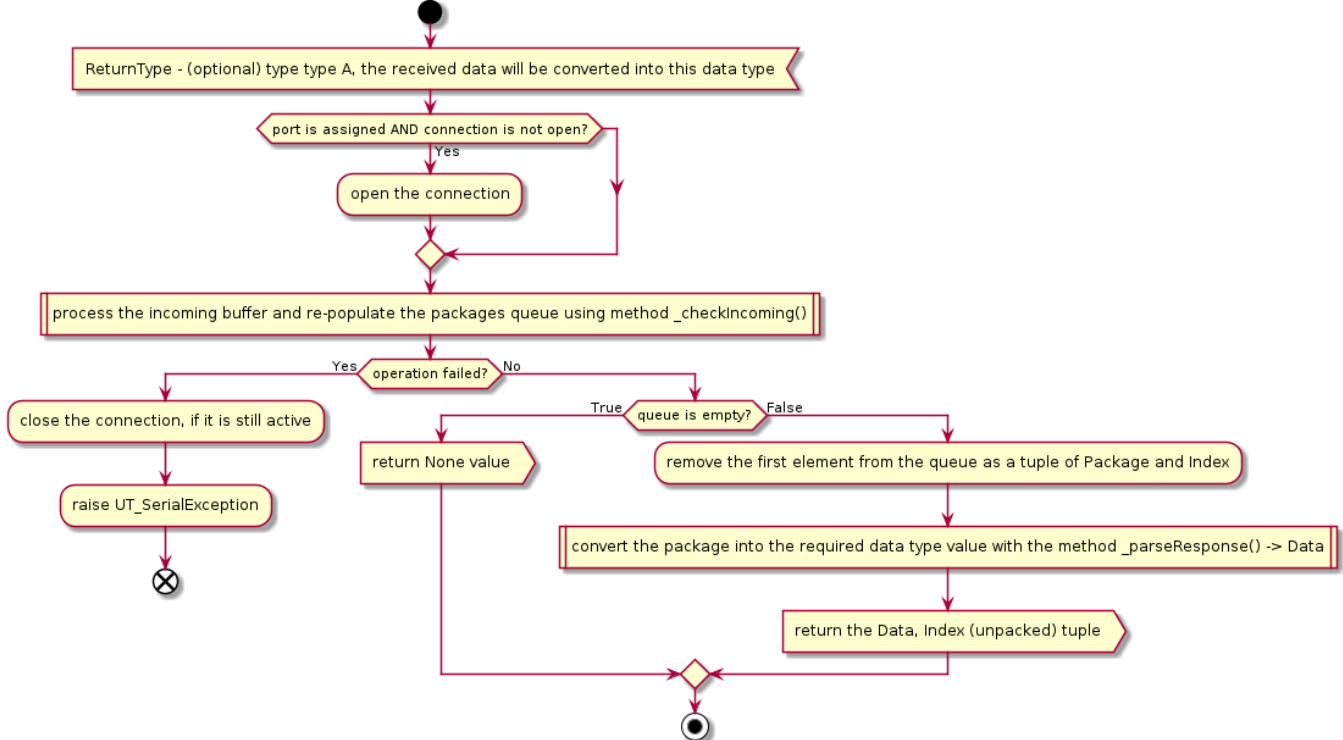 ReturnType - (optional) type type A, the received data will be converted into this data type
port is assigned AND connection is not open?
Yes
open the connection
process the incoming buffer and re-populate the packages queue using method _checkIncoming()
Yes
operation failed?
No
close the connection, if it is still active
raise UT_SerialException
True
queue is empty?
False
return None value
remove the first element from the queue as a tuple of Package and Index
convert the package into the required data type value with the method _parseResponse() -> Data
return the Data, Index (unpacked) tuple